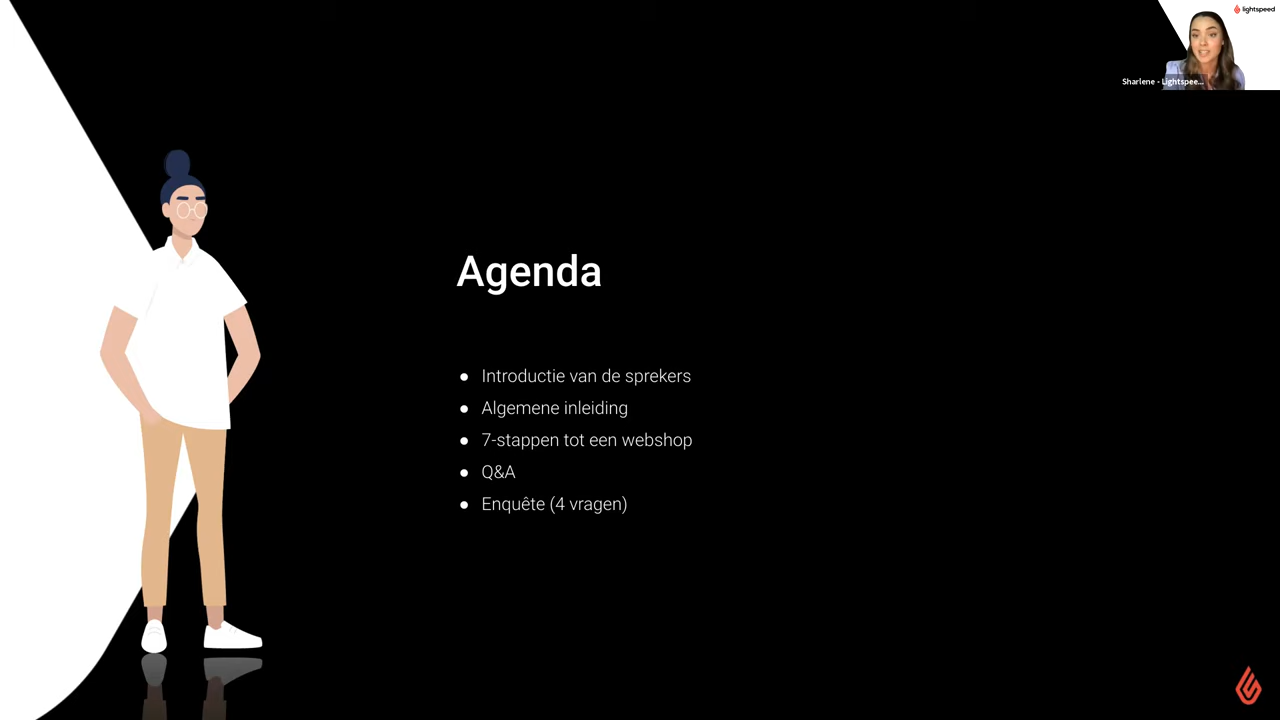 lightspeed
Sharlene - Lightspee...
Agenda
● Introductie van de sprekers
● Algemene inleiding
● 7-stappen tot een webshop
● Q&A
● Enquête (4 vragen)